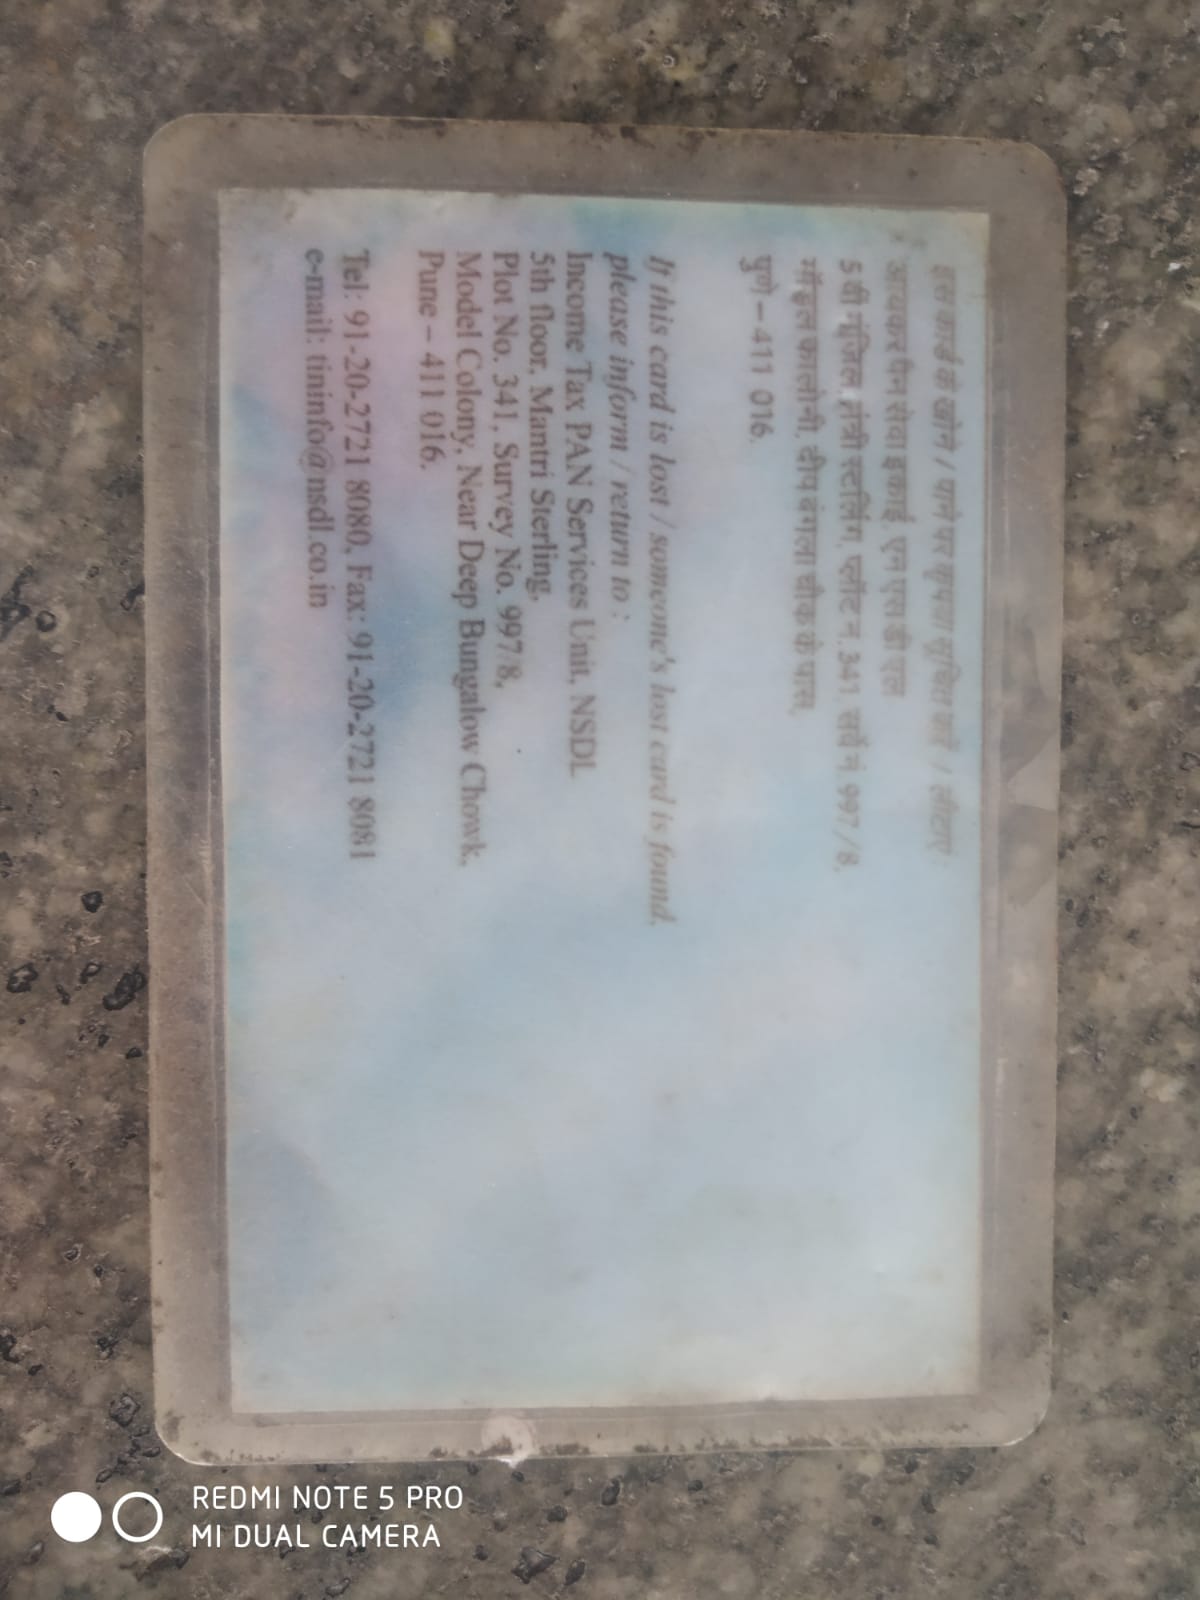 इस कार्ड के खोने / पाने पर कृपया सूचित करें / लौटाएं :
आयकर पैन सेवा इकाई, एन एस डी एल
5 वी मंजिल, मंत्री स्टर्लिंग, प्लॉट नं. 341, सर्वे नं. 997 / 8,
मॉडल कालोनी, दीप बंगला चौक के पास,
पुणे – 411 016.
If this card is lost / someone's lost card is found,
please inform / return to :
Income Tax PAN Services Unit, NSDL
5th floor, Mantri Sterling,
Plot No. 341, Survey No. 997/8,
Model Colony, Near Deep Bungalow Chowk,
Pune – 411 016.
Tel: 91-20-2721 8080, Fax: 91-20-2721 8081
e-mail: tininfo@nsdl.co.in
REDMI NOTE 5 PRO
MI DUAL CAMERA